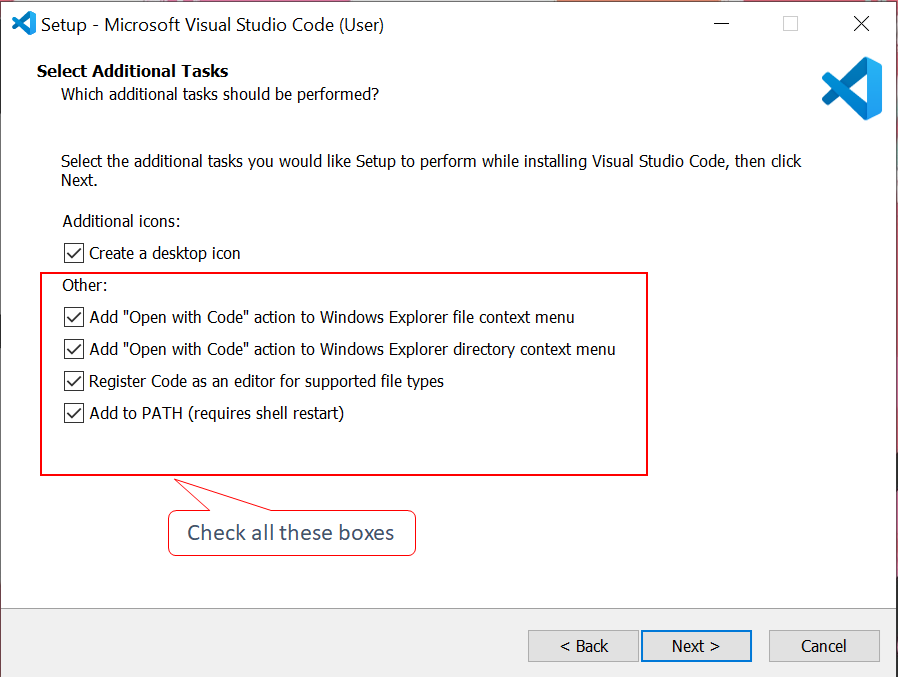 Setup - Microsoft Visual Studio Code (User)
Select Additional Tasks
Which additional tasks should be performed?
Select the additional tasks you would like Setup to perform while installing Visual Studio Code, then click
Next.
Additional icons:
Create a desktop icon
Other:
Add "Open with Code" action to Windows Explorer file context menu
Add "Open with Code" action to Windows Explorer directory context menu
Register Code as an editor for supported file types
Add to PATH (requires shell restart)
Check all these boxes
< Back Next > Cancel